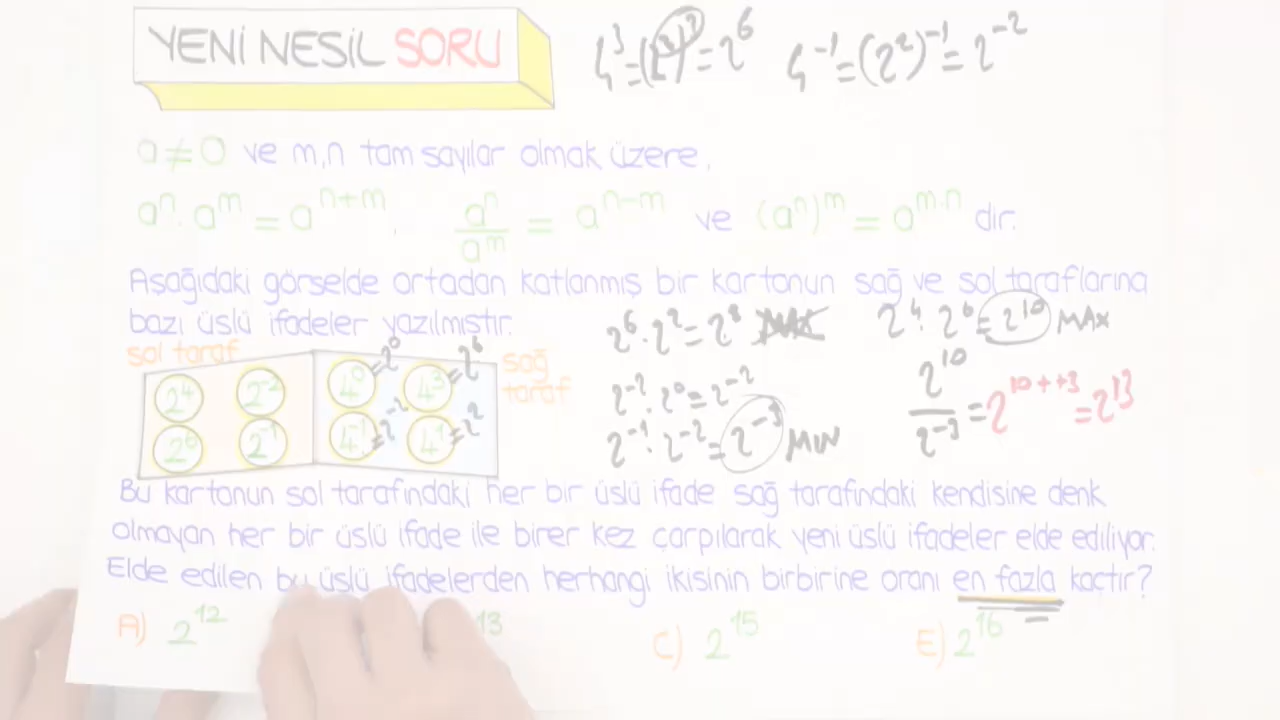 YENİ NESİL SORU
4³ = (2²)³ = 2⁶
4⁻¹ = (2²)⁻¹ = 2⁻²
a ≠ 0 ve m,n tam sayılar olmak üzere,
aⁿ · aᵐ = aⁿ⁺ᵐ , aⁿ/aᵐ = aⁿ⁻ᵐ ve (aⁿ)ᵐ = aᵐ·ⁿ dir.
Aşağıdaki görselde ortadan katlanmış bir kartonun sağ ve sol taraflarına
bazı üslü ifadeler yazılmıştır.
sol taraf
2⁴ 2⁻² 4⁰ = 2⁰ 4³ = 2⁶
2⁶ 2⁻¹ 4⁻¹ = 2⁻² 4¹ = 2²
sağ
taraf
2⁶ · 2² = 2⁸ MAX
2⁻² · 2⁰ = 2⁻²
2⁻¹ · 2⁻² = 2⁻³ MIN
2⁴ · 2⁶ = 2¹⁰ MAX
2¹⁰/2⁻³ = 2¹⁰⁺⁺³ = 2¹³
Bu kartonun sol tarafındaki her bir üslü ifade sağ tarafındaki kendisine denk
olmayan her bir üslü ifade ile birer kez çarpılarak yeni üslü ifadeler elde ediliyor.
Elde edilen bu üslü ifadelerden herhangi ikisinin birbirine oranı en fazla kaçtır?
A) 2¹² 13 C) 2¹⁵ E) 2¹⁶